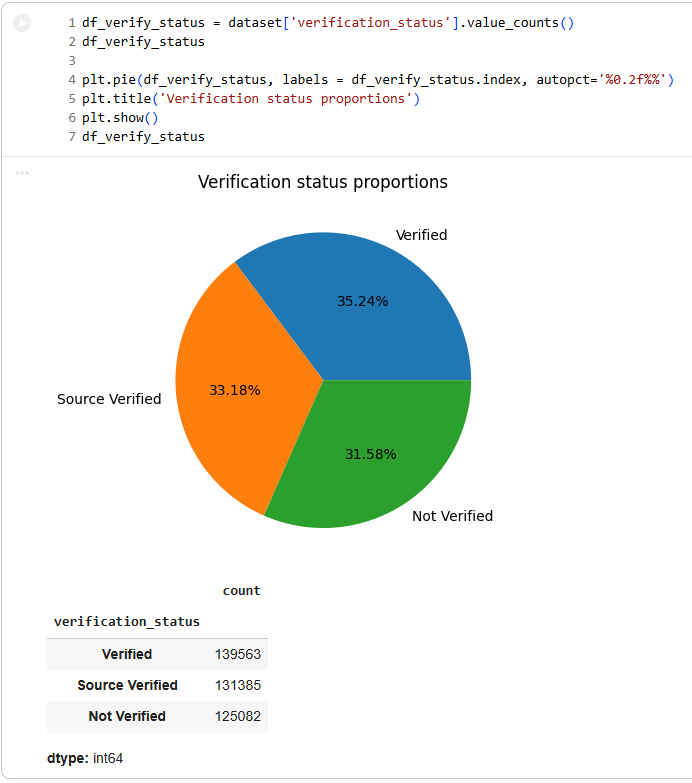 1 df_verify_status = dataset['verification_status'].value_counts()
2 df_verify_status
3
4 plt.pie(df_verify_status, labels = df_verify_status.index, autopct='%0.2f%%')
5 plt.title('Verification status proportions')
6 plt.show()
7 df_verify_status
Verification status proportions
Verified
35.24%
33.18%
Source Verified
31.58%
Not Verified
count
verification_status
Verified 139563
Source Verified 131385
Not Verified 125082
dtype: int64